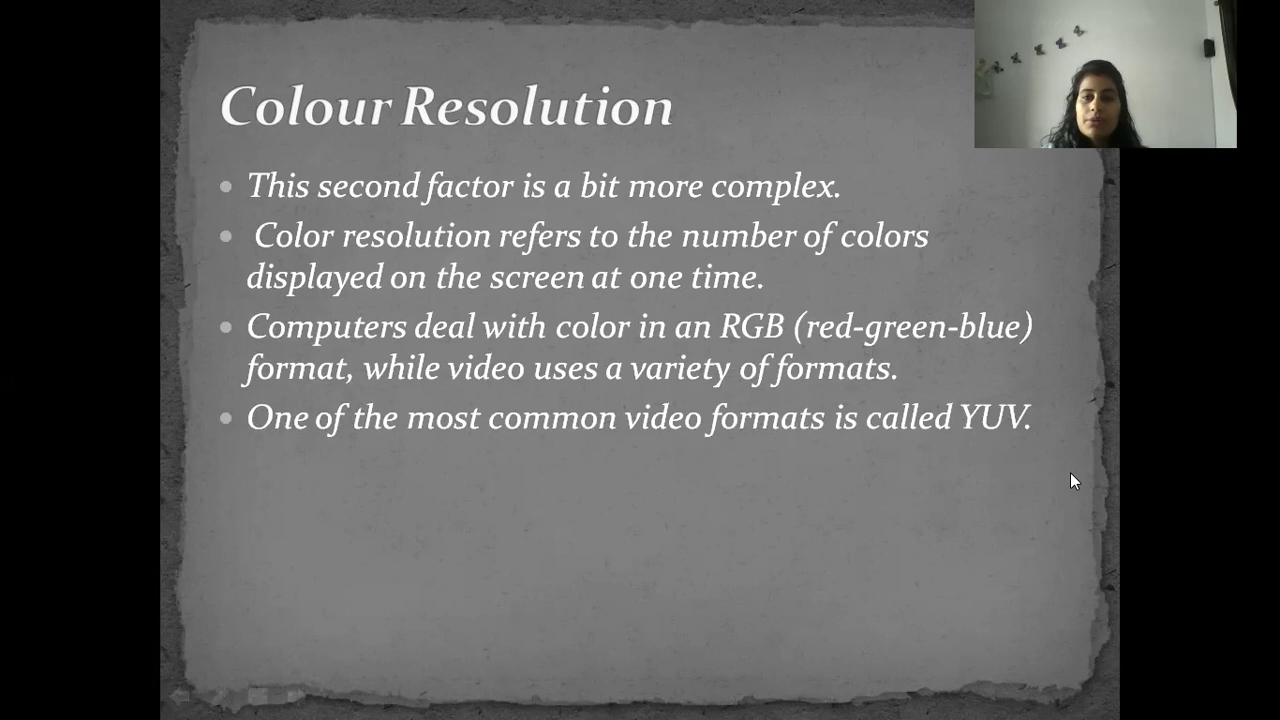 Colour Resolution
This second factor is a bit more complex.
Color resolution refers to the number of colors
displayed on the screen at one time.
Computers deal with color in an RGB (red-green-blue)
format, while video uses a variety of formats.
One of the most common video formats is called YUV.